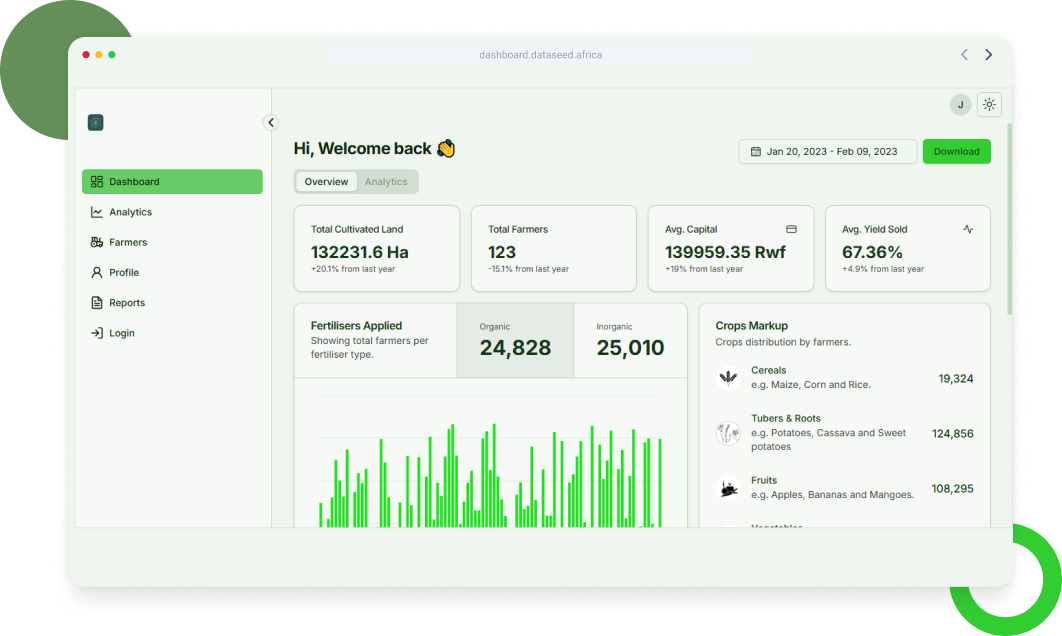 dashboard.dataseed.africa
J
Hi, Welcome back 👋
Jan 20, 2023 - Feb 09, 2023
Download
Overview
Analytics
Dashboard
Analytics
Farmers
Profile
Reports
Login
Total Cultivated Land
132231.6 Ha
+20.1% from last year
Total Farmers
123
-15.1% from last year
Avg. Capital
139959.35 Rwf
+19% from last year
Avg. Yield Sold
67.36%
+4.9% from last year
Fertilisers Applied
Showing total farmers per
fertiliser type.
Organic
24,828
Inorganic
25,010
Crops Markup
Crops distribution by farmers.
Cereals
e.g. Maize, Corn and Rice.
19,324
Tubers & Roots
e.g. Potatoes, Cassava and Sweet
potatoes
124,856
Fruits
e.g. Apples, Bananas and Mangoes.
108,295